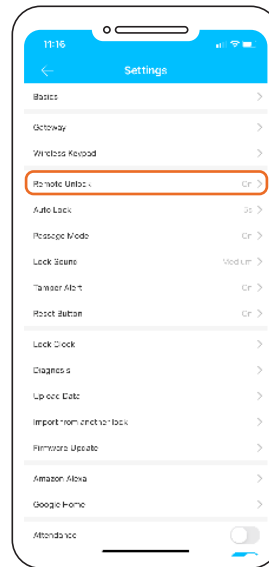 11:16
Settings
Basics
Gateway
Wireless Keypad
Remote Unlock On
Auto Lock 5s
Passage Mode On
Lock Sound Medium
Tamper Alert On
Reset Button On
Lock Clock
Diagnosis
Upload Data
Import from another lock
Firmware Update
Amazon Alexa
Google Home
Attendance